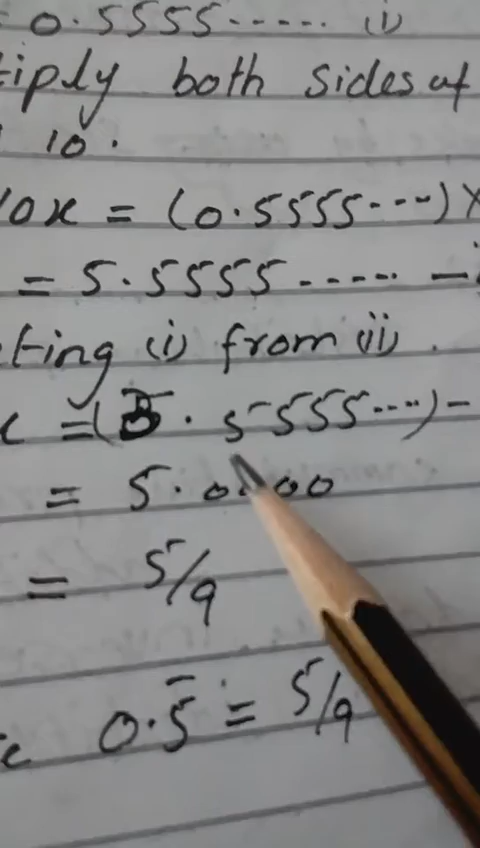 0.5555...... (i)
iply both sides of
10.
10x = (0.5555...) x
= 5.5555...... -
ting (i) from (ii).
x = (5.5555....) -
= 5.0000
= 5/9
0.5̅ = 5/9